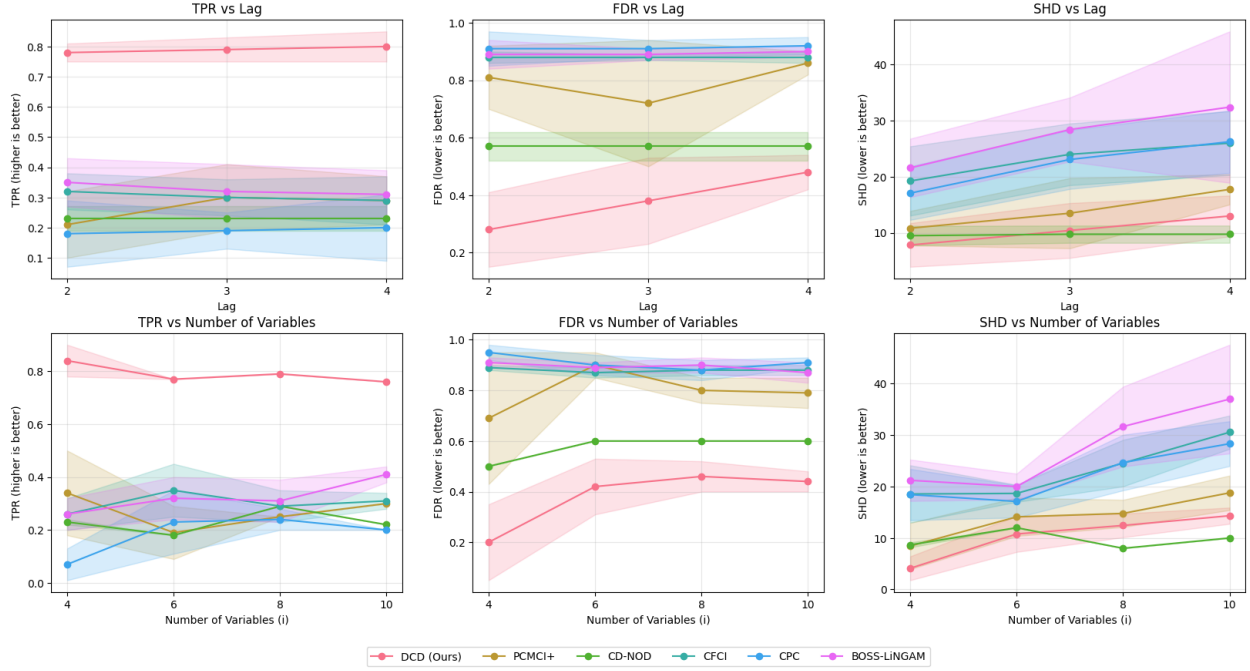 TPR vs Lag
TPR (higher is better)
0.8
0.7
0.6
0.5
0.4
0.3
0.2
0.1
2
3
4
Lag
FDR vs Lag
FDR (lower is better)
1.0
0.8
0.6
0.4
0.2
2
3
4
Lag
SHD vs Lag
SHD (lower is better)
40
30
20
10
2
3
4
Lag
TPR vs Number of Variables
TPR (higher is better)
0.8
0.6
0.4
0.2
0.0
4
6
8
10
Number of Variables (i)
FDR vs Number of Variables
FDR (lower is better)
1.0
0.8
0.6
0.4
0.2
4
6
8
10
Number of Variables (i)
SHD vs Number of Variables
SHD (lower is better)
40
30
20
10
0
4
6
8
10
Number of Variables (i)
DCD (Ours) PCMCI+ CD-NOD CFCI CPC BOSS-LiNGAM